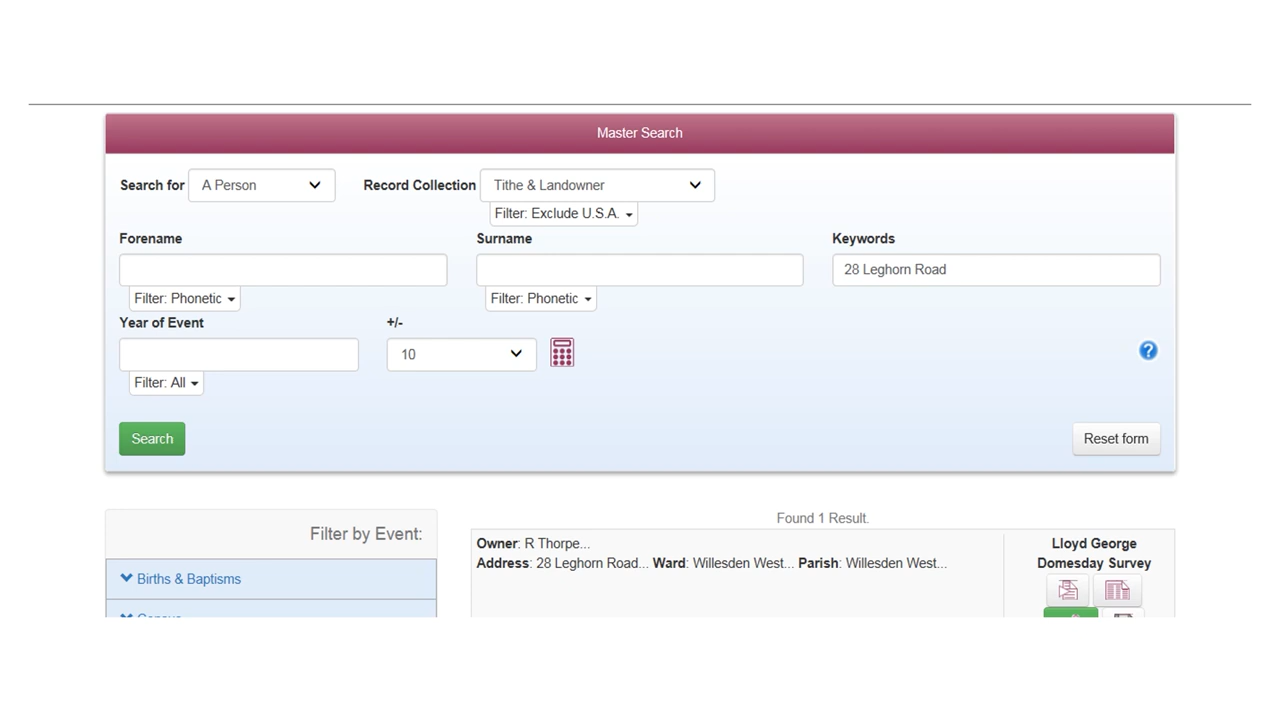 Master Search
Search for A Person Record Collection Tithe & Landowner
Filter: Exclude U.S.A.
Forename Surname Keywords
28 Leghorn Road
Filter: Phonetic Filter: Phonetic
Year of Event +/-
10
?
Filter: All
Search Reset form
Filter by Event:
Births & Baptisms
Found 1 Result.
Owner: R Thorpe...
Address: 28 Leghorn Road... Ward: Willesden West... Parish: Willesden West...
Lloyd George
Domesday Survey